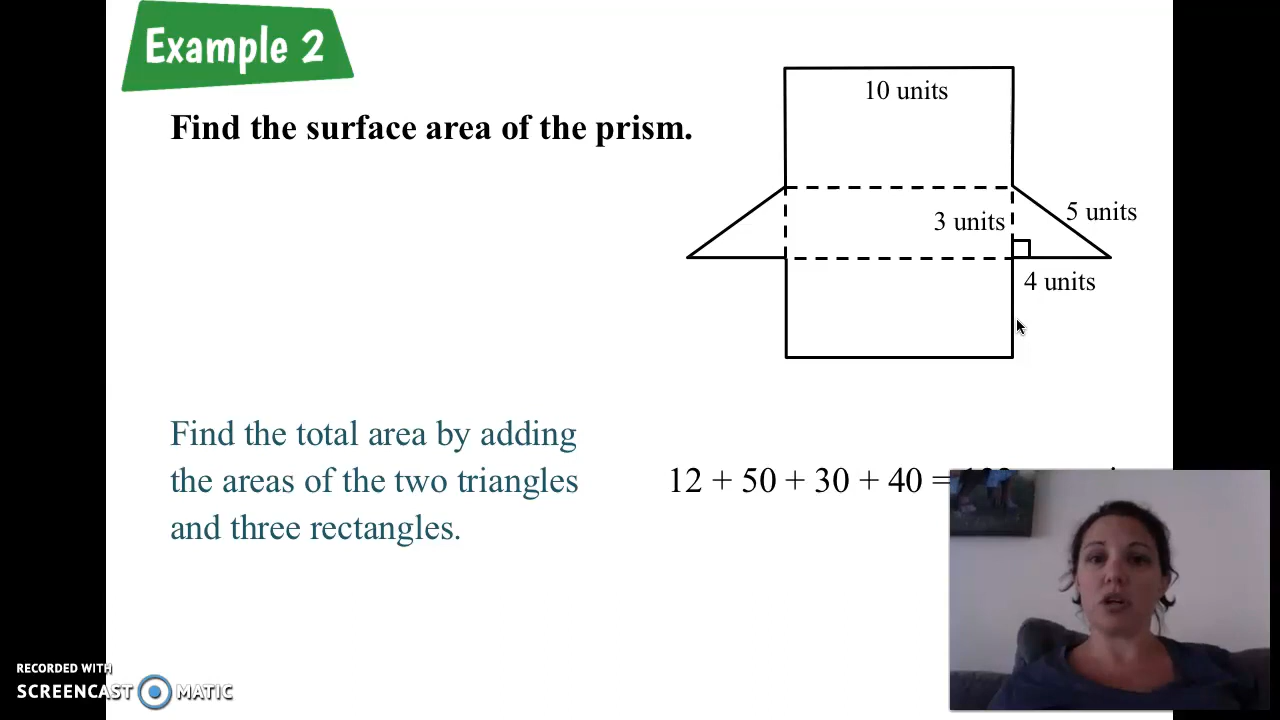 Example 2
Find the surface area of the prism.
10 units
3 units
5 units
4 units
Find the total area by adding
the areas of the two triangles
and three rectangles.
12 + 50 + 30 + 40 =
RECORDED WITH
SCREENCAST MATIC